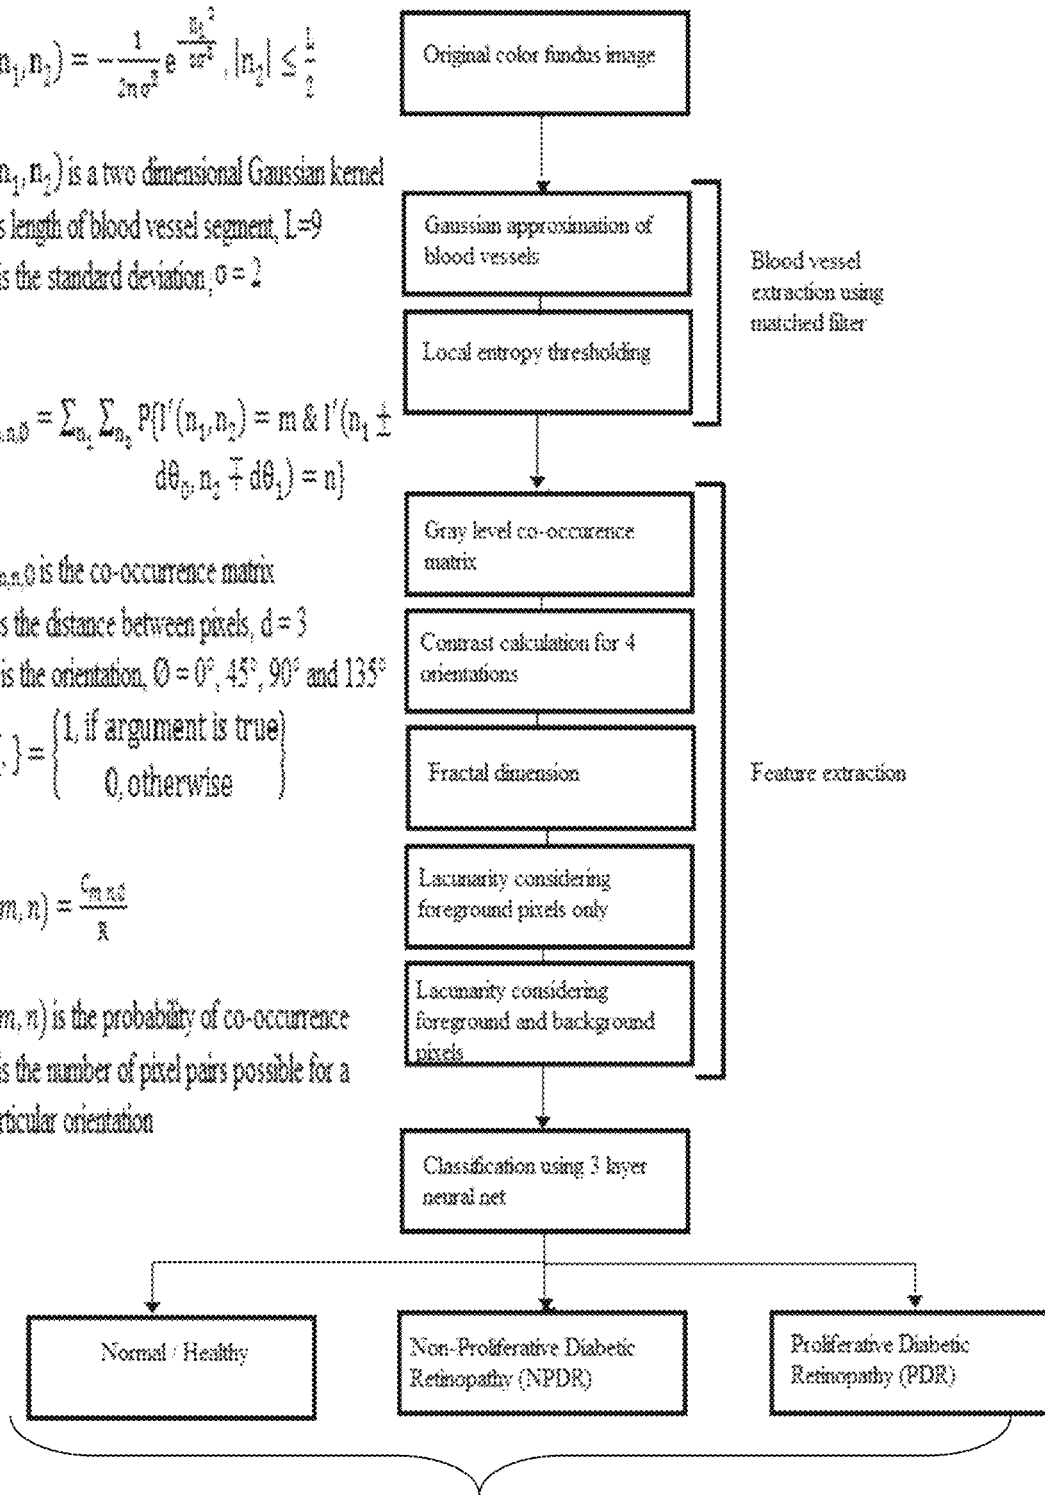 n₁, n₂) = - 1/2πσ² e n₁²/ , |n₂| ≤ L/2
n₁, n₂) is a two dimensional Gaussian kernel
s length of blood vessel segment, L=9
is the standard deviation, σ = 2
m,n,Ø = Σn₁ Σn₂ P{I′(n₁, n₂) = m & I′(n₁ ±
dθ₀, n₂ ∓ dθ₁) = n}
m,n,Ø is the co-occurrence matrix
s the distance between pixels, d = 3
is the orientation, Ø = 0°, 45°, 90° and 135°
. } = {1, if argument is true
0, otherwise }
m, n) = Cm,n,Ø/R
m, n) is the probability of co-occurrence
is the number of pixel pairs possible for a
rticular orientation
Original color fundus image
Gaussian approximation of
blood vessels
Local entropy thresholding
Blood vessel
extraction using
matched filter
Gray level co-occurence
matrix
Contrast calculation for 4
orientations
Fractal dimension
Lacunarity considering
foreground pixels only
Lacunarity considering
foreground and background
pixels
Feature extraction
Classification using 3 layer
neural net
Normal / Healthy
Non-Proliferative Diabetic
Retinopathy (NPDR)
Proliferative Diabetic
Retinopathy (PDR)